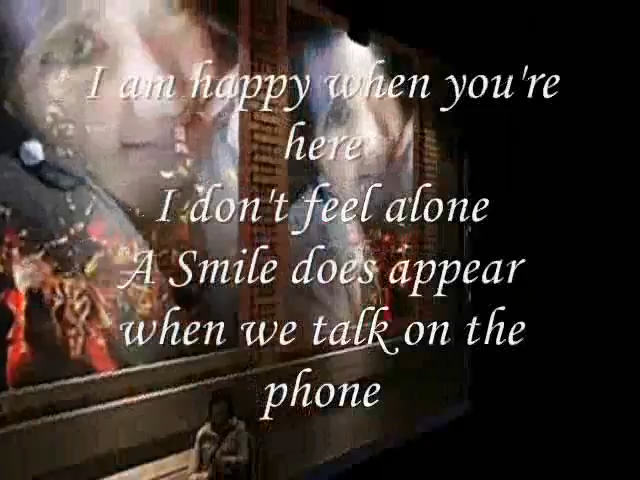 I am happy when you're
here
I don't feel alone
A Smile does appear
when we talk on the
phone